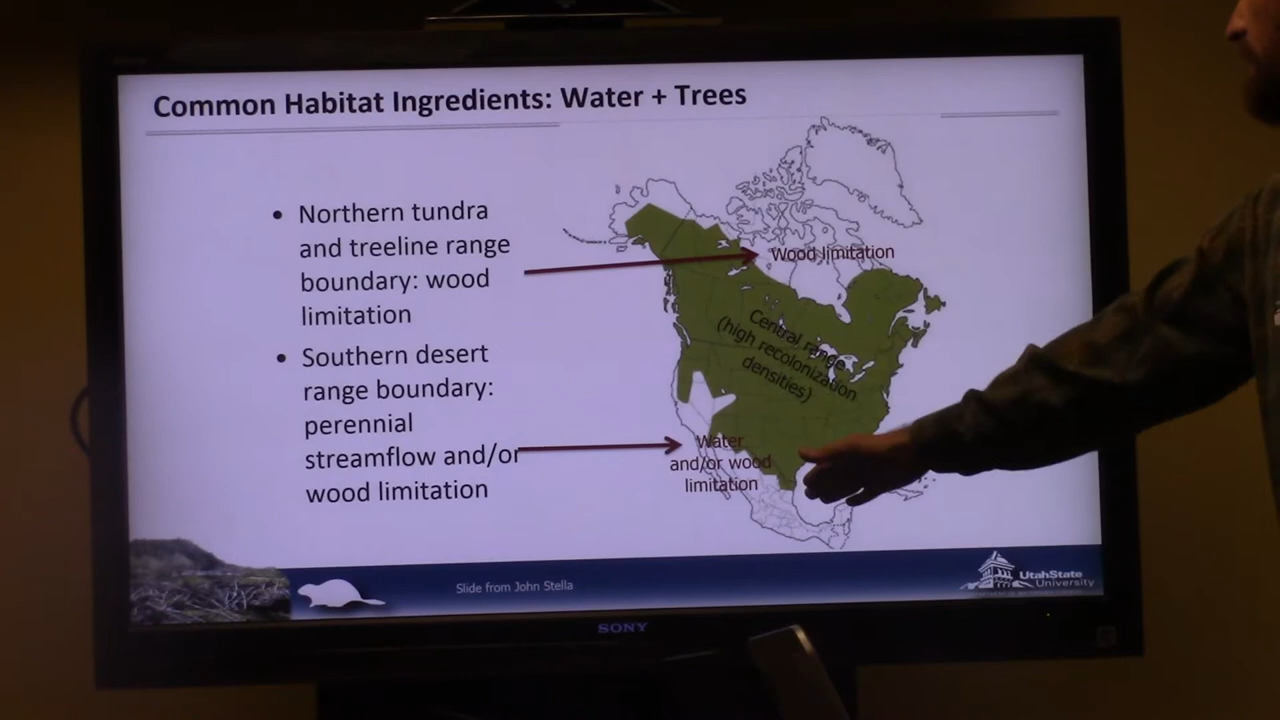 Common Habitat Ingredients: Water + Trees
• Northern tundra
and treeline range
boundary: wood
limitation
• Southern desert
range boundary:
perennial
streamflow and/or
wood limitation
Wood limitation
Central range
(high recolonization
densities)
Water
and/or wood
limitation
Slide from John Stella
UtahState
University
SONY